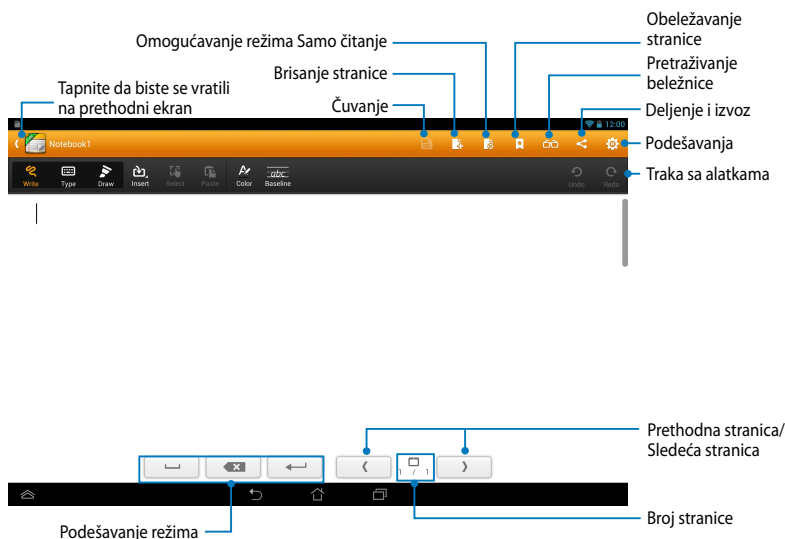 Obeležavanje
stranice
Omogućavanje režima Samo čitanje
Pretraživanje
beležnice
Brisanje stranice
Tapnite da biste se vratili
na prethodni ekran
Čuvanje
Deljenje i izvoz
12:00
Notebook1
Podešavanja
Write Type Draw Insert Select Paste Color abc Baseline Undo Redo
Traka sa alatkama
Prethodna stranica/
Sledeća stranica
1 / 1
Broj stranice
Podešavanje režima